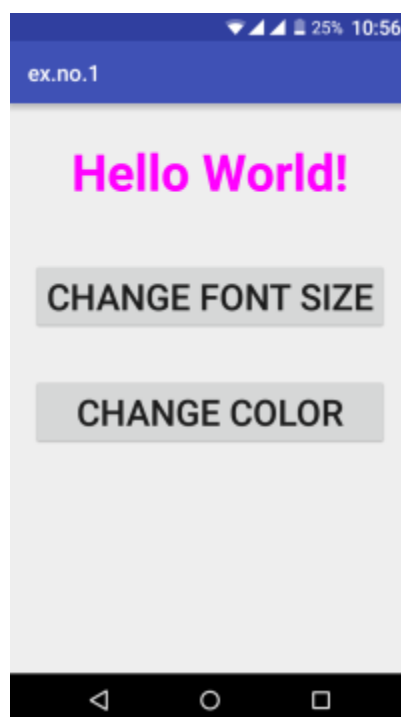 25% 10:56
ex.no.1
Hello World!
CHANGE FONT SIZE
CHANGE COLOR